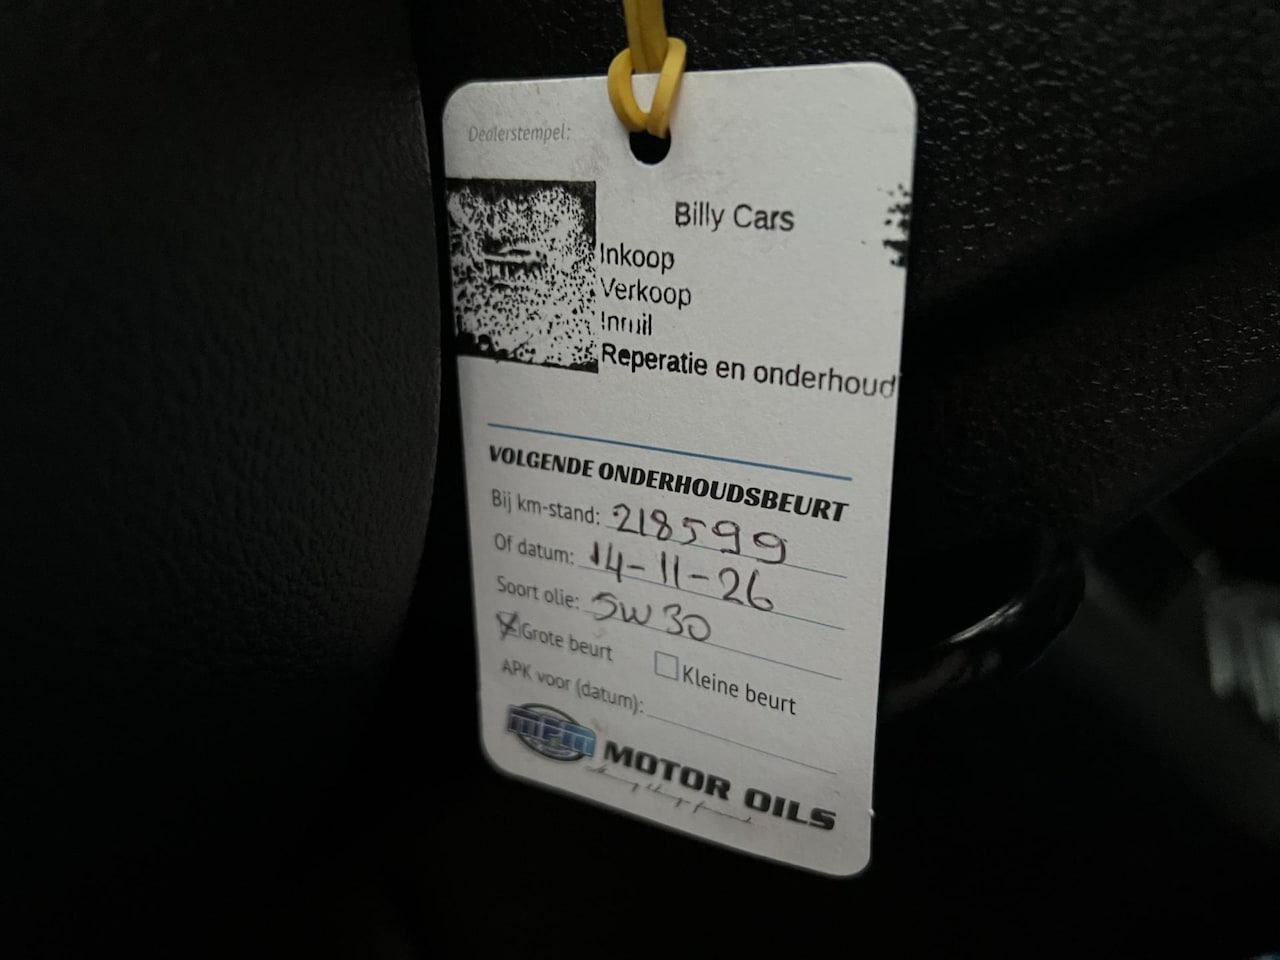 Dealerstempel:
Billy Cars
Inkoop
Verkoop
Inruil
Reperatie en onderhoud
VOLGENDE ONDERHOUDSBEURT
Bij km-stand: 218599
Of datum: 14-11-26
Soort olie: 5W30
Grote beurt
Kleine beurt
APK voor (datum):
mpm MOTOR OILS